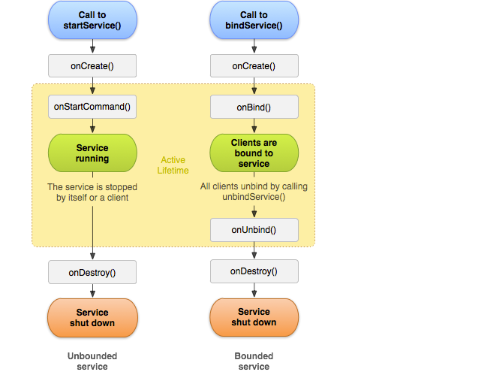 Call to
startService()
onCreate()
onStartCommand()
Service
running
The service is stopped
by itself or a client
onDestroy()
Service
shut down
Unbounded
service
Active
Lifetime
Call to
bindService()
onCreate()
onBind()
Clients are
bound to
service
All clients unbind by calling
unbindService()
onUnbind()
onDestroy()
Service
shut down
Bounded
service